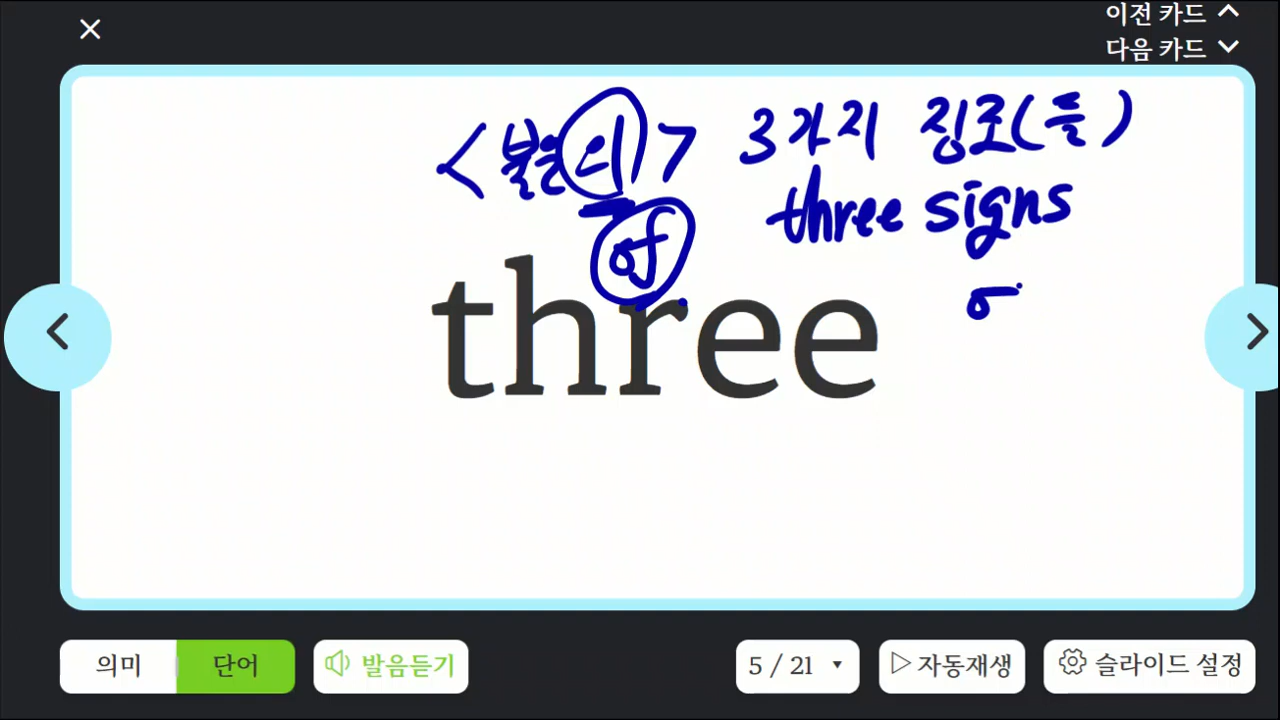 이전 카드
다음 카드
<불운의> 3가지 징조(들)
of three signs
three
의미 단어 발음듣기 5 / 21 자동재생 슬라이드 설정